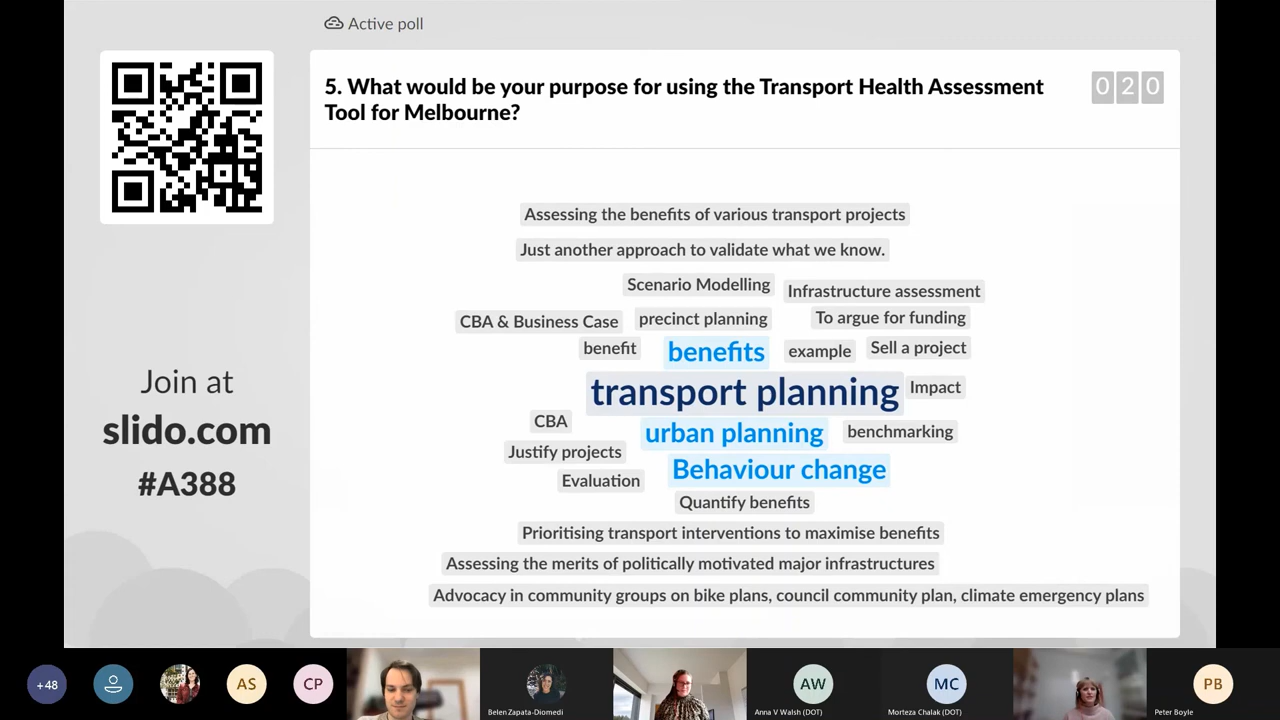 Active poll
5. What would be your purpose for using the Transport Health Assessment
Tool for Melbourne?
020
Assessing the benefits of various transport projects
Just another approach to validate what we know.
Scenario Modelling
Infrastructure assessment
CBA & Business Case
precinct planning
To argue for funding
benefit
benefits
example
Sell a project
transport planning
Impact
CBA
urban planning
benchmarking
Justify projects
Behaviour change
Evaluation
Quantify benefits
Prioritising transport interventions to maximise benefits
Assessing the merits of politically motivated major infrastructures
Advocacy in community groups on bike plans, council community plan, climate emergency plans
Join at
slido.com
#A388
+48
AS
CP
Belen Zapata-Diomedi
AW
Anna V Walsh (DOT)
MC
Morteza Chalak (DOT)
PB
Peter Boyle